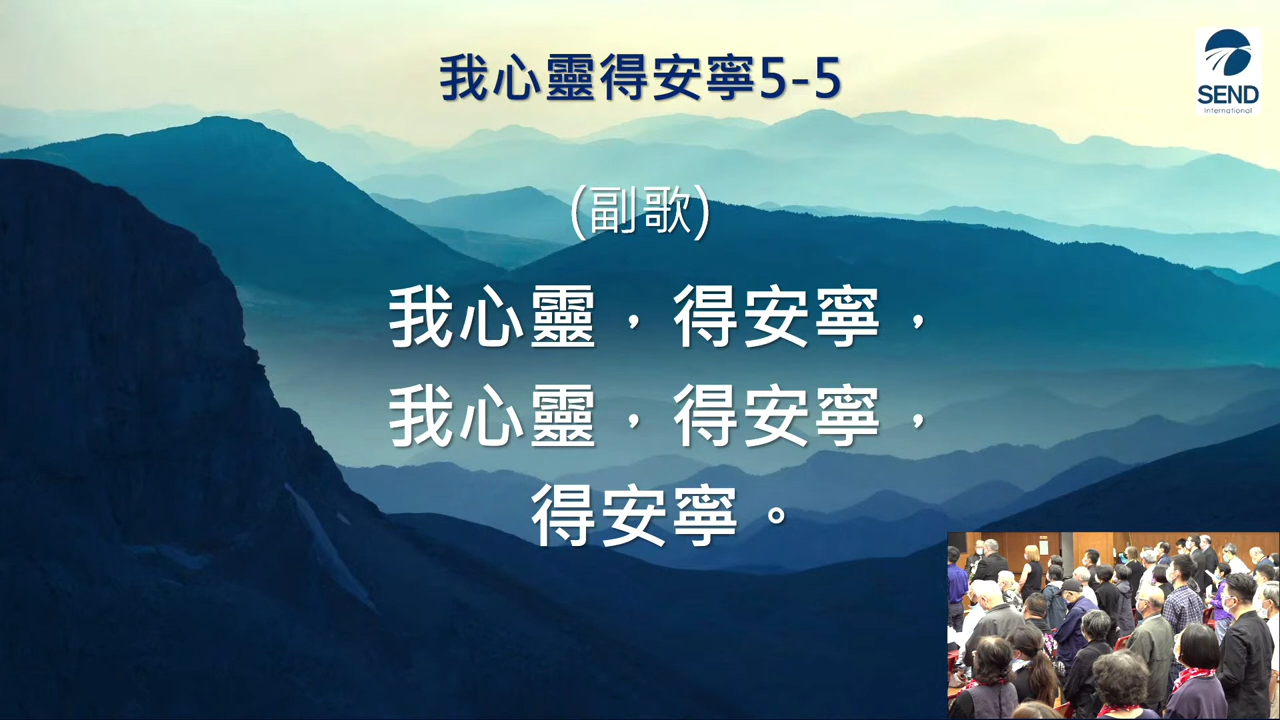 我心靈得安寧5-5
SEND
International
(副歌)
我心�，得安寧，
我心靈，得安寧，
得安寧。